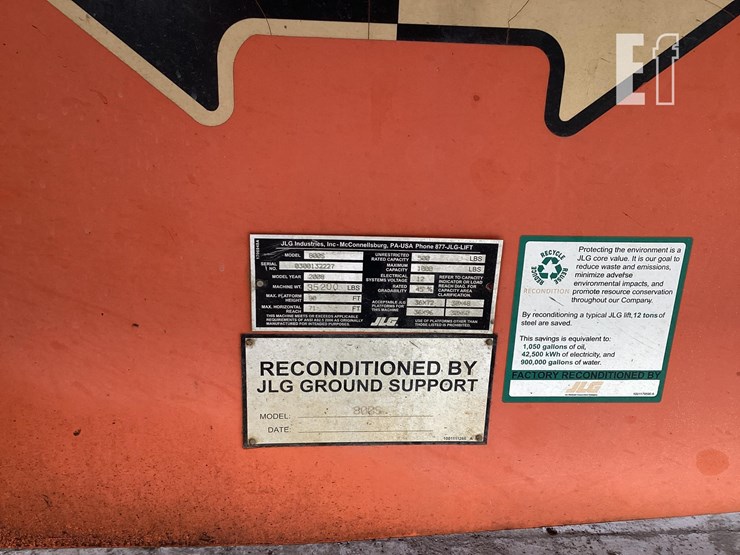 Ef
JLG Industries, Inc - McConnellsburg, PA-USA Phone 877-JLG-LIFT
MODEL 800S
SERIAL NO. 0300132227
MODEL YEAR 2008
MACHINE WT. 35200 LBS
MAX. PLATFORM HEIGHT 80 FT
MAX. HORIZONTAL REACH 71 FT
THIS MACHINE MEETS OR EXCEEDS APPLICABLE
REQUIREMENTS OF ANSI A92.5 2006 AS ORIGINALLY
MANUFACTURED FOR INTENDED PURPOSES.
UNRESTRICTED RATED CAPACITY 500 LBS
MAXIMUM CAPACITY 1000 LBS
ELECTRICAL SYSTEMS VOLTAGE 12
RATED GRADABILITY 45 %
REFER TO CAPACITY
INDICATOR OR LOAD
REACH DIAG. FOR
CAPACITY AREA
CLARIFICATION.
ACCEPTABLE JLG
PLATFORMS FOR
THIS MACHINE
36X72 30X48
36X96 30X60
JLG
USE OF PLATFORMS OTHER THAN
THOSE LISTED IS PROHIBITED.
RECONDITIONED BY
JLG GROUND SUPPORT
MODEL: 800S
DATE:
REDUCE RECYCLE REUSE
RECONDITION
Protecting the environment is a
JLG core value. It is our goal to
reduce waste and emissions,
minimize adverse
environmental impacts, and
promote resource conservation
throughout our Company.
By reconditioning a typical JLG lift, 12 tons of
steel are saved.
This savings is equivalent to:
1,050 gallons of oil,
42,500 kWh of electricity, and
900,000 gallons of water.
FACTORY RECONDITIONED BY
JLG